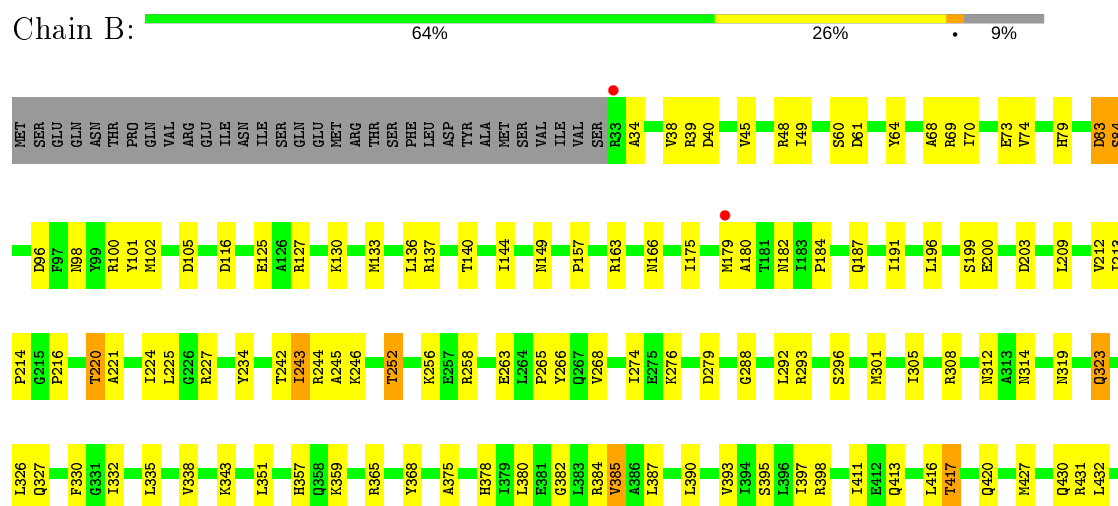 Chain B:
64% 26% • 9%
MET SER GLU GLN ASN THR PRO GLN VAL ARG GLU ILE ASN ILE SER GLN GLU MET ARG THR SER PHE LEU ASP TYR ALA MET SER VAL ILE VAL SER R33 A34 V38 R39 D40 V45 R48 I49 S60 D61 Y64 A68 R69 I70 E73 V74 H79 D83
D96 F97 N98 Y99 R100 Y101 M102 D105 D116 E125 A126 R127 K130 M133 L136 R137 T140 I144 N149 P157 R163 N166 I175 M179 A180 T181 N182 I183 P184 Q187 I191 L196 S199 E200 D203 L209 V212
P214 G215 P216 T220 A221 I224 L225 G226 R227 Y234 T242 I243 R244 A245 K246 T252 K256 E257 R258 E263 L264 P265 Y266 Q267 V268 I274 E275 K276 D279 G288 L292 R293 S296 M301 I305 R308 N312 A313 N314 N319 Q323
L326 Q327 F330 G331 I332 L335 V338 K343 L351 H357 Q358 K359 R365 Y368 A375 H378 I379 L380 E381 G382 L383 R384 V385 A386 L387 L390 V393 I394 S395 L396 I397 R398 I411 E412 Q413 L416 T417 Q420 M427 Q430 R431 L432